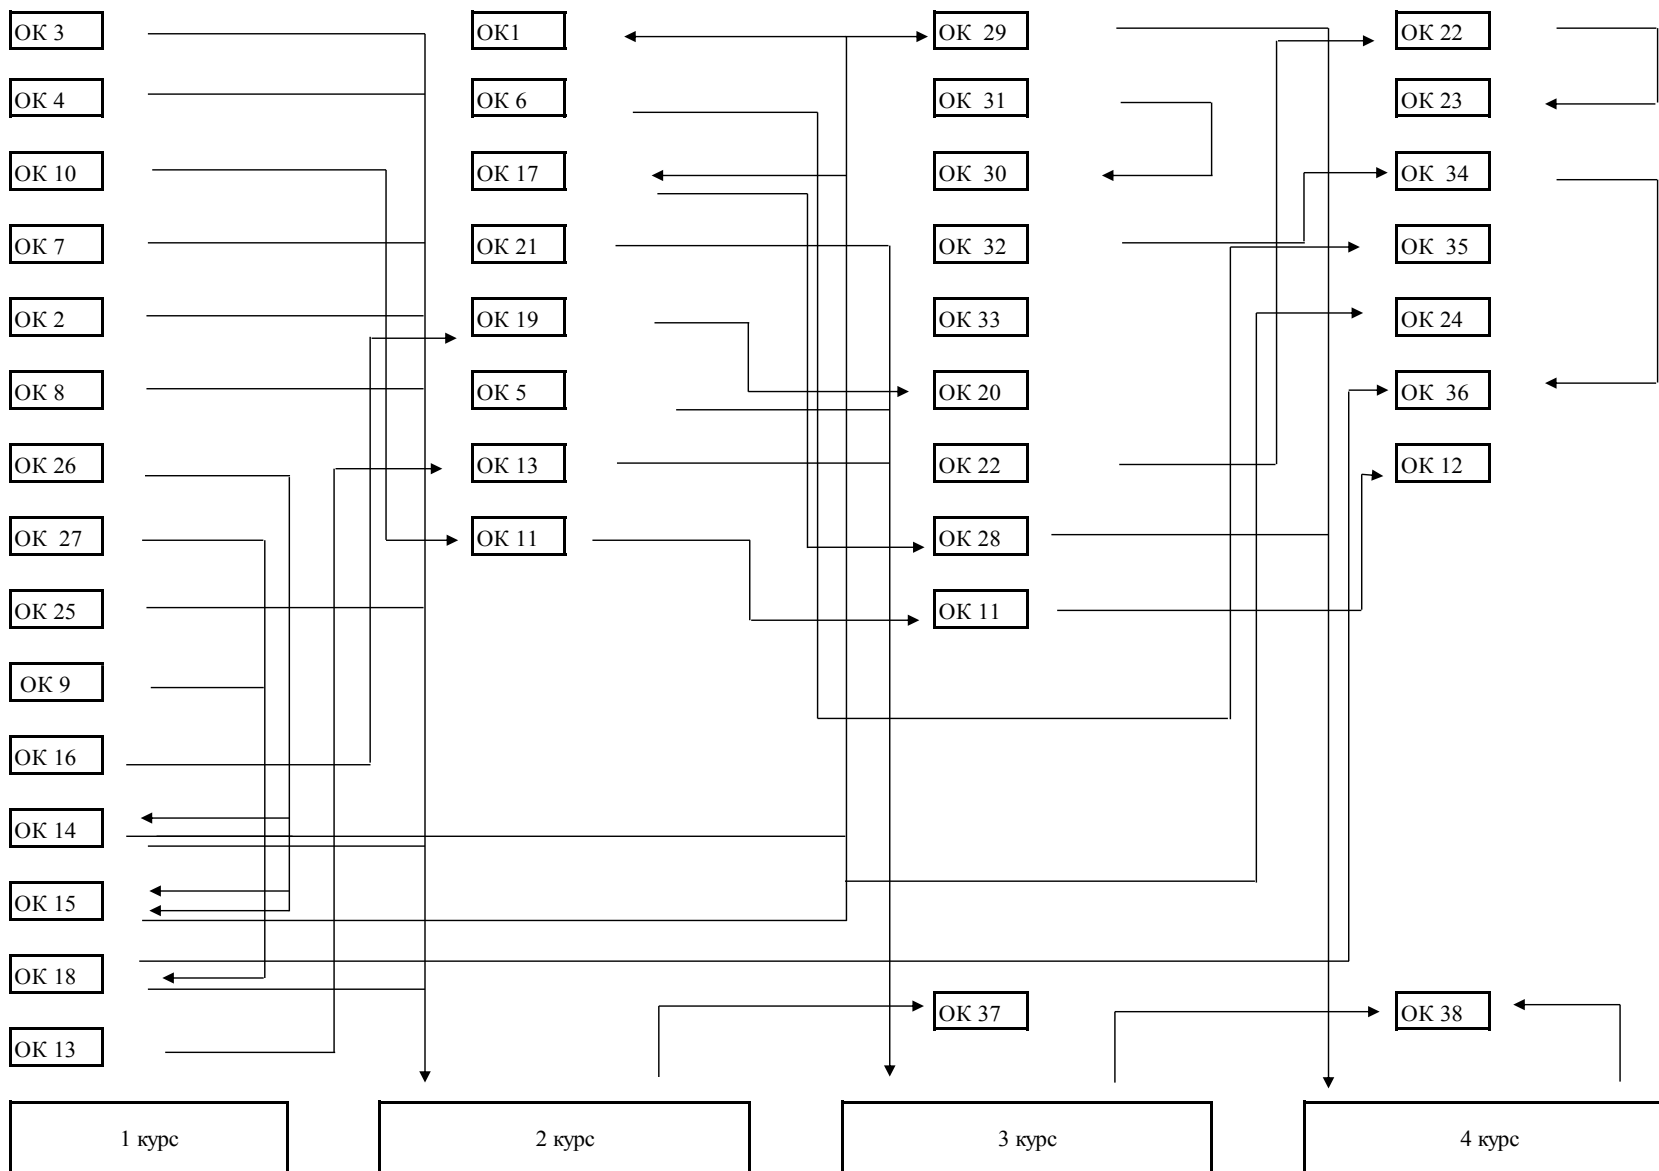 ОК 3
ОК 4
ОК 10
ОК 7
ОК 2
ОК 8
ОК 26
ОК 27
ОК 25
ОК 9
ОК 16
ОК 14
ОК 15
ОК 18
ОК 13
ОК1
ОК 6
ОК 17
ОК 21
ОК 19
ОК 5
ОК 13
ОК 11
ОК 29
ОК 31
ОК 30
ОК 32
ОК 33
ОК 20
ОК 22
ОК 28
ОК 11
ОК 37
ОК 22
ОК 23
ОК 34
ОК 35
ОК 24
ОК 36
ОК 12
ОК 38
1 курс
2 курс
3 курс
4 курс